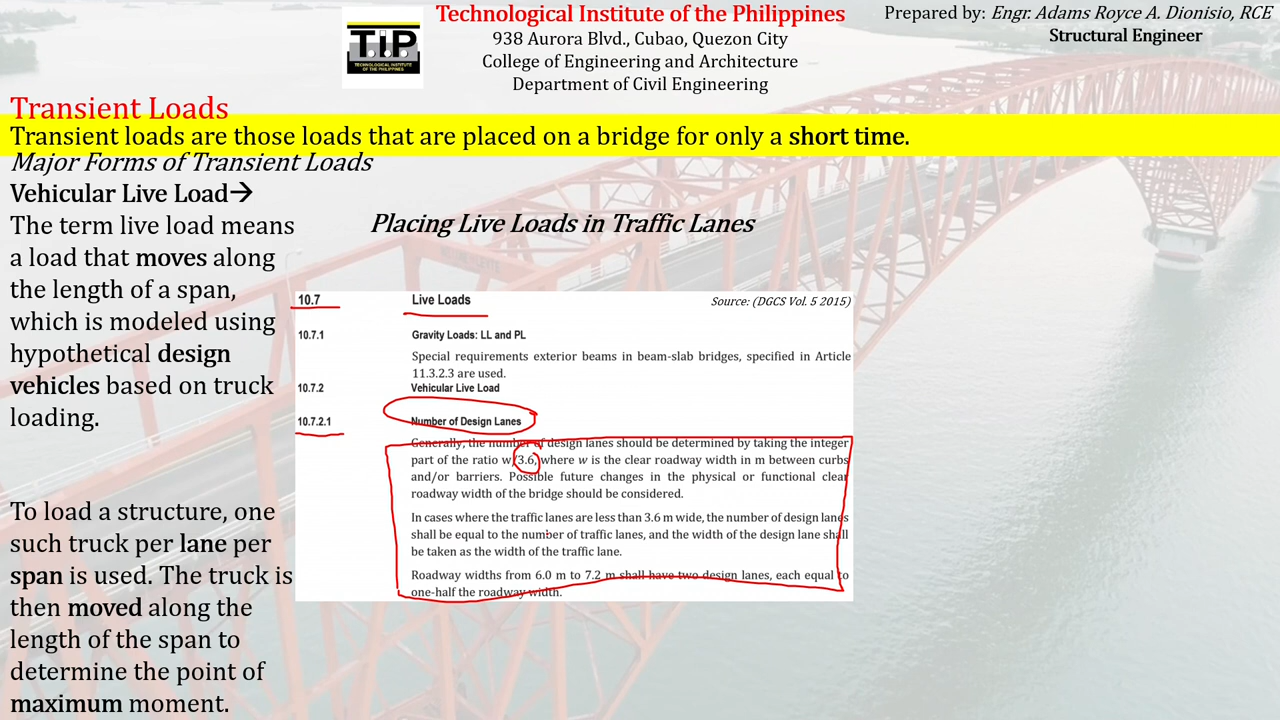 Technological Institute of the Philippines
938 Aurora Blvd., Cubao, Quezon City
College of Engineering and Architecture
Department of Civil Engineering
Prepared by: Engr. Adams Royce A. Dionisio, RCE
Structural Engineer
TiP
TECHNOLOGICAL INSTITUTE
OF THE PHILIPPINES
Transient Loads
Transient loads are those loads that are placed on a bridge for only a short time.
Major Forms of Transient Loads
Vehicular Live Load→
The term live load means
a load that moves along
the length of a span,
which is modeled using
hypothetical design
vehicles based on truck
loading.
To load a structure, one
such truck per lane per
span is used. The truck is
then moved along the
length of the span to
determine the point of
maximum moment.
Placing Live Loads in Traffic Lanes
10.7 Live Loads Source: (DGCS Vol. 5 2015)
10.7.1 Gravity Loads: LL and PL
Special requirements exterior beams in beam-slab bridges, specified in Article
11.3.2.3 are used.
10.7.2 Vehicular Live Load
10.7.2.1 Number of Design Lanes
Generally, the number of design lanes should be determined by taking the integer
part of the ratio w/3.6, where w is the clear roadway width in m between curbs
and/or barriers. Possible future changes in the physical or functional clear
roadway width of the bridge should be considered.
In cases where the traffic lanes are less than 3.6 m wide, the number of design lanes
shall be equal to the number of traffic lanes, and the width of the design lane shall
be taken as the width of the traffic lane.
Roadway widths from 6.0 m to 7.2 m shall have two design lanes, each equal to
one-half the roadway width.